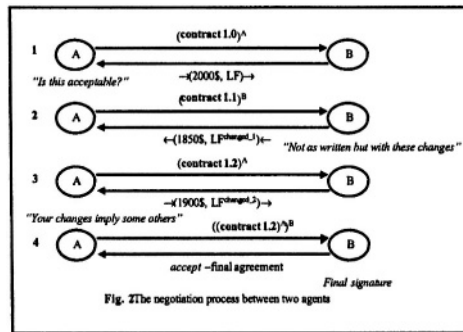 (contract 1.0)^A
1 A B
"Is this acceptable?" →(2000$, LF)→
(contract 1.1)^B
2 A B
←(1850$, LF^changed_1)← "Not as written but with these changes"
(contract 1.2)^A
3 A B
→(1900$, LF^changed_2)→
"Your changes imply some others"
((contract 1.2)^A)^B
4 A B
accept –final agreement
Final signature
Fig. 2The negotiation process between two agents